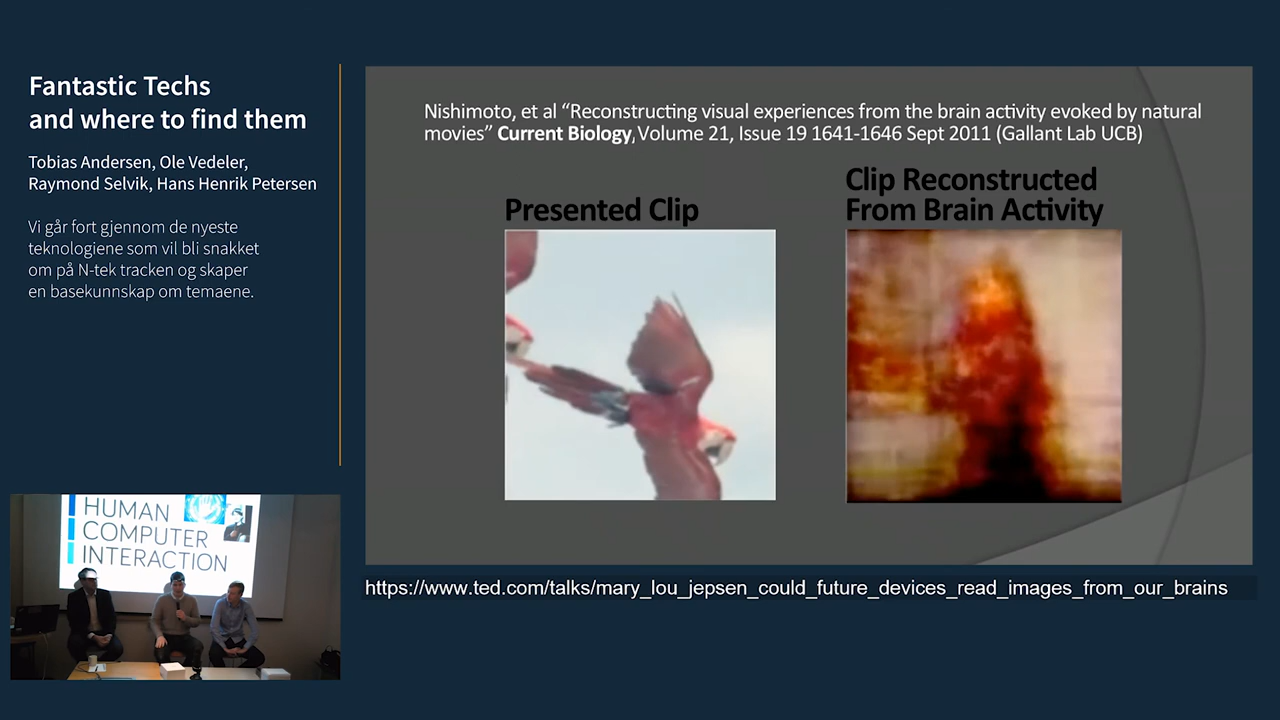 Fantastic Techs
and where to find them
Tobias Andersen, Ole Vedeler,
Raymond Selvik, Hans Henrik Petersen
Vi går fort gjennom de nyeste
teknologiene som vil bli snakket
om på N-tek tracken og skaper
en basekunnskap om temaene.
Nishimoto, et al “Reconstructing visual experiences from the brain activity evoked by natural
movies” Current Biology, Volume 21, Issue 19 1641-1646 Sept 2011 (Gallant Lab UCB)
Presented Clip
Clip Reconstructed
From Brain Activity
https://www.ted.com/talks/mary_lou_jepsen_could_future_devices_read_images_from_our_brains
HUMAN
COMPUTER
INTERACTION